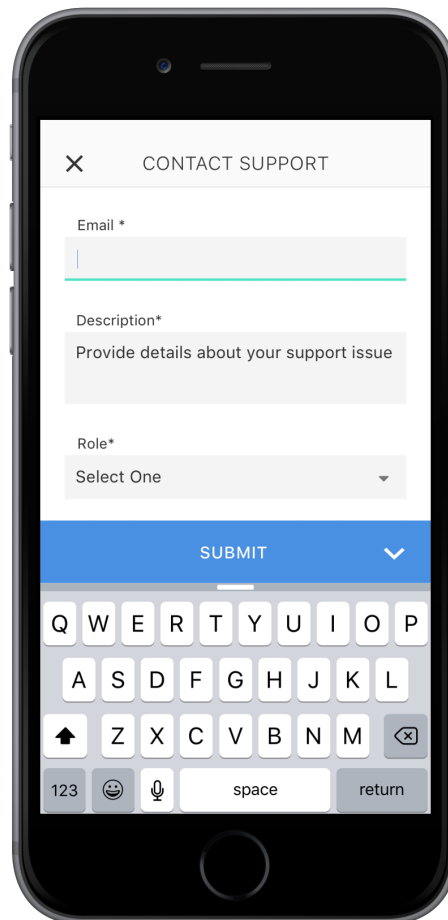 CONTACT SUPPORT
Email *
Description*
Provide details about your support issue
Role*
Select One
SUBMIT
Q W E R T Y U I O P
A S D F G H J K L
Z X C V B N M
123 space return